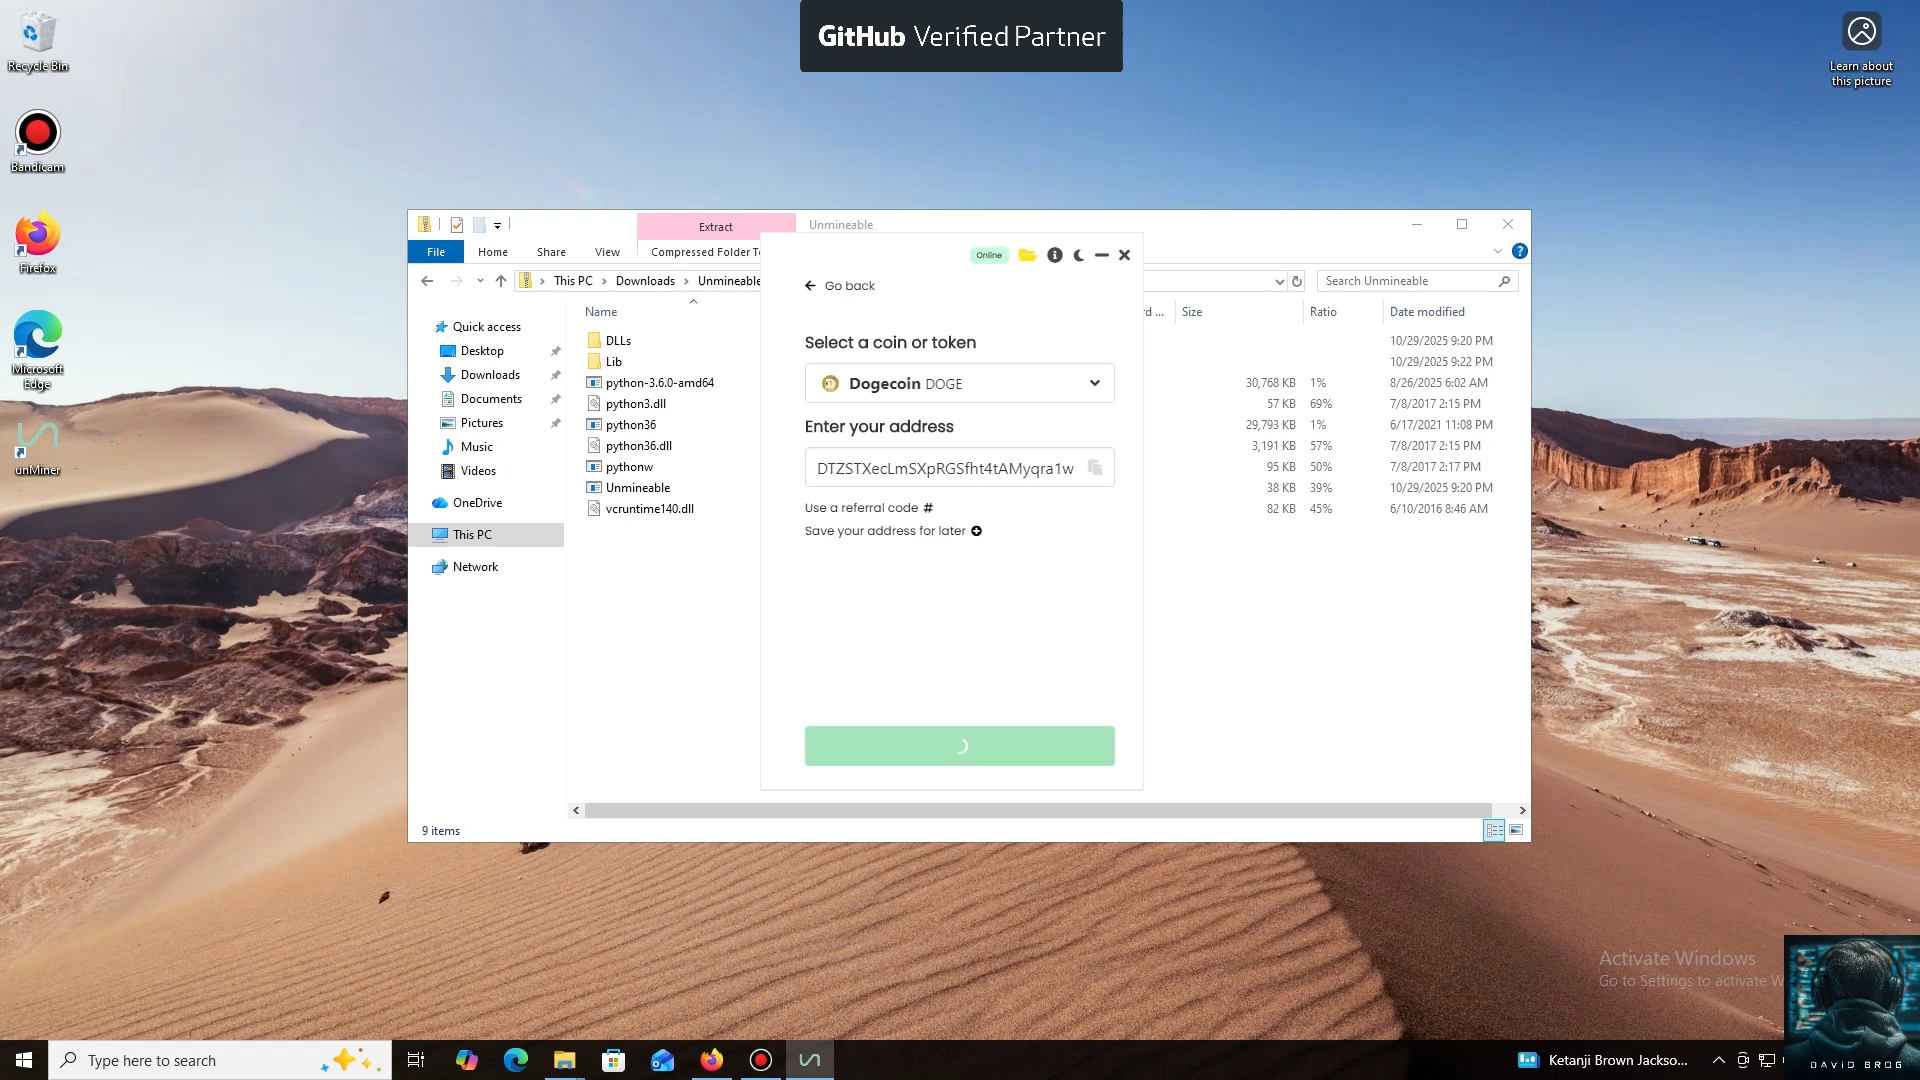 GitHub Verified Partner
Recycle Bin
Learn about
this picture
Bandicam
Firefox
Microsoft
Edge
unMiner
Extract
Unmineable
File
Home
Share
View
Compressed Folder
This PC
Downloads
Unmineable
Search Unmineable
Online
Go back
Select a coin or token
Dogecoin DOGE
Enter your address
DTZSTXecLmSXpRGSfht4tAMyqra1w
Use a referral code #
Save your address for later
Name
Size
Ratio
Date modified
Quick access
Desktop
Downloads
Documents
Pictures
Music
Videos
OneDrive
This PC
Network
DLLs 10/29/2025 9:20 PM
Lib 10/29/2025 9:22 PM
python-3.6.0-amd64 30,768 KB 1% 8/26/2025 6:02 AM
python3.dll 57 KB 69% 7/8/2017 2:15 PM
python36 29,793 KB 1% 6/17/2021 11:08 PM
python36.dll 3,191 KB 57% 7/8/2017 2:15 PM
pythonw 95 KB 50% 7/8/2017 2:17 PM
Unmineable 38 KB 39% 10/29/2025 9:20 PM
vcruntime140.dll 82 KB 45% 6/10/2016 8:46 AM
9 items
Activate Windows
Go to Settings to activate W
DAVID BROG
Type here to search
Ketanji Brown Jackso...